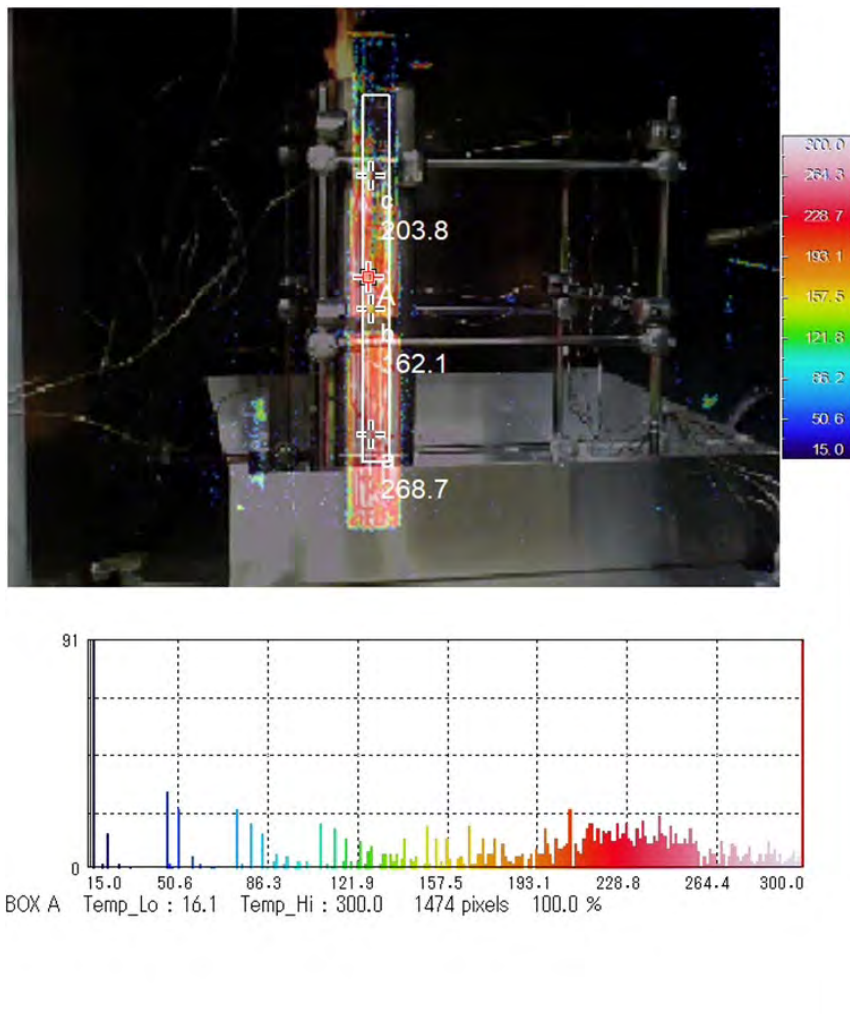 300.0
264.3
228.7
193.1
157.5
121.8
86.2
50.6
15.0
c
203.8
A
b
162.1
a
268.7
91
0
15.0 50.6 86.3 121.9 157.5 193.1 228.8 264.4 300.0
BOX A Temp_Lo : 16.1 Temp_Hi : 300.0 1474 pixels 100.0 %